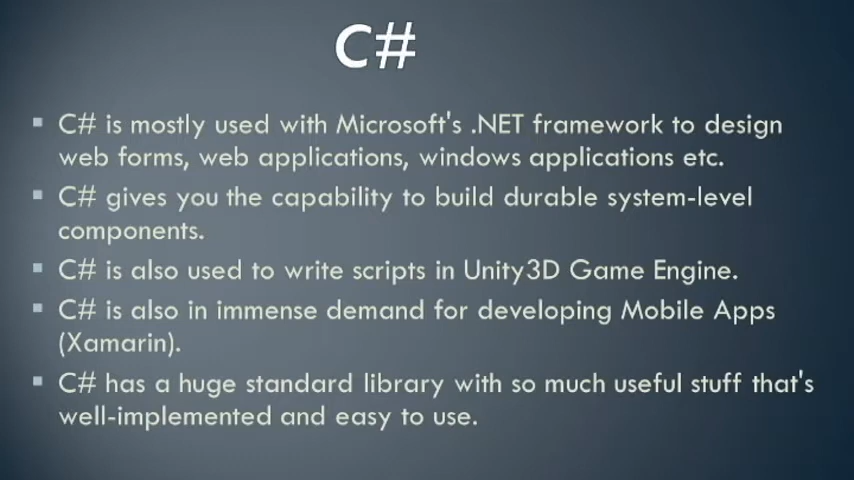 C#
▪ C# is mostly used with Microsoft's .NET framework to design
web forms, web applications, windows applications etc.
▪ C# gives you the capability to build durable system-level
components.
▪ C# is also used to write scripts in Unity3D Game Engine.
▪ C# is also in immense demand for developing Mobile Apps
(Xamarin).
▪ C# has a huge standard library with so much useful stuff that's
well-implemented and easy to use.